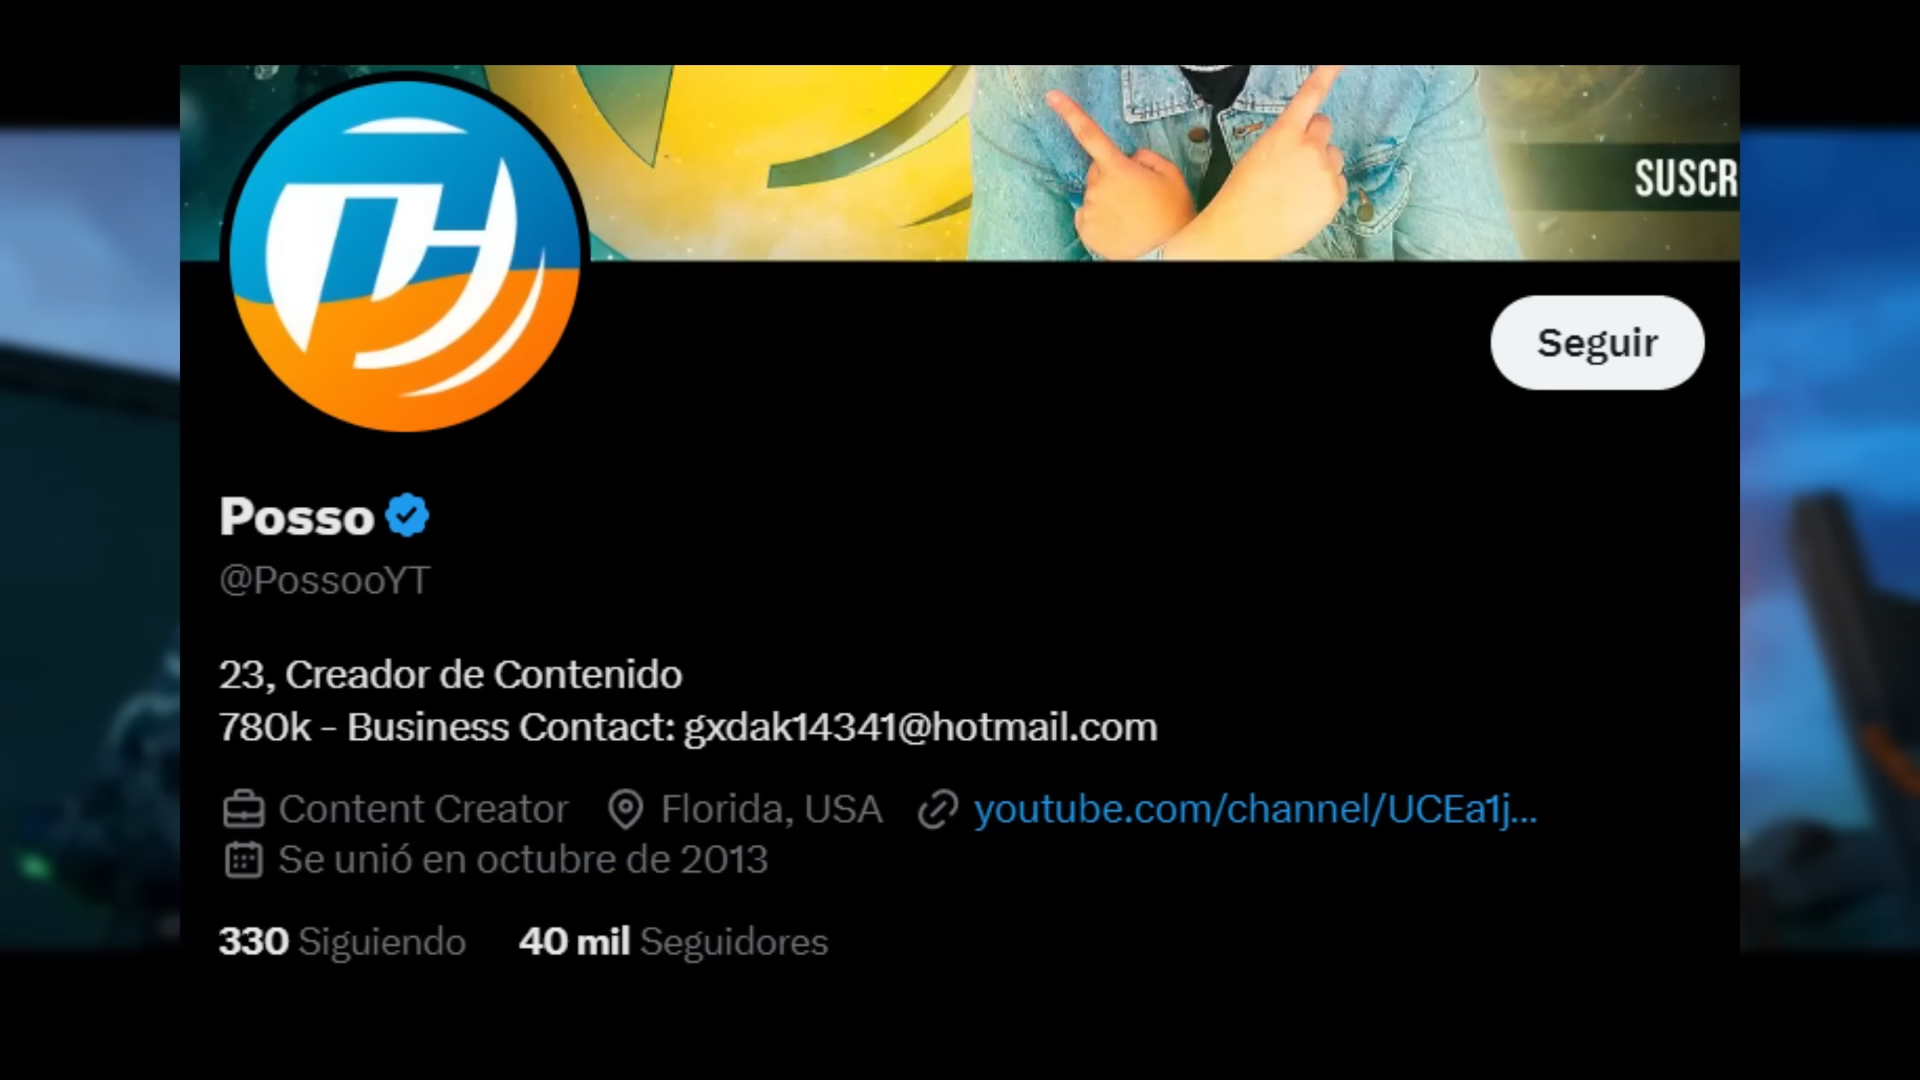 SUSCR
Seguir
Posso
@PossooYT
23, Creador de Contenido
780k - Business Contact: gxdak14341@hotmail.com
Content Creator Florida, USA youtube.com/channel/UCEa1j...
Se unió en octubre de 2013
330 Siguiendo 40 mil Seguidores